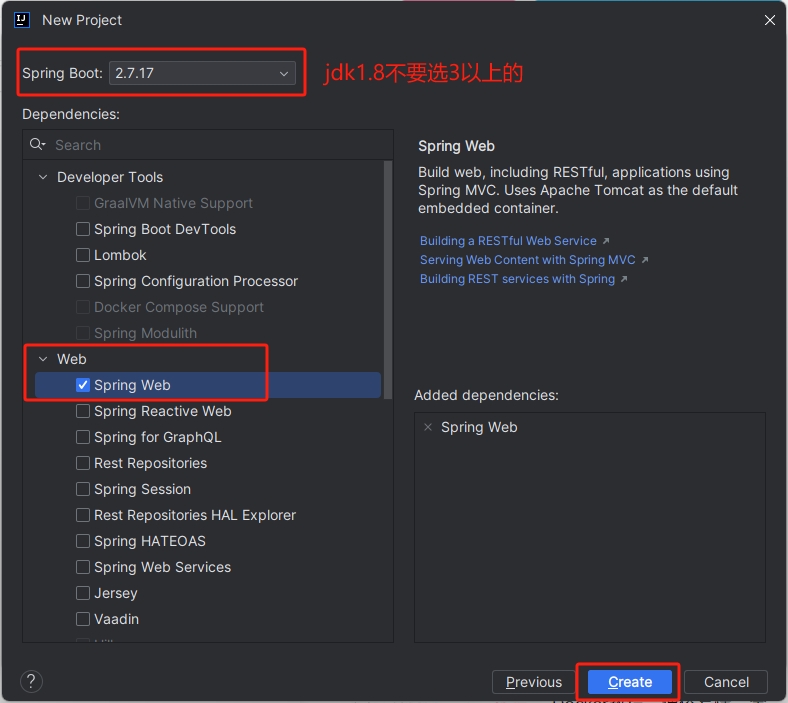 New Project
Spring Boot: 2.7.17
jdk1.8不要选3以上的
Dependencies:
Search
Developer Tools
GraalVM Native Support
Spring Boot DevTools
Lombok
Spring Configuration Processor
Docker Compose Support
Spring Modulith
Web
Spring Web
Spring Reactive Web
Spring for GraphQL
Rest Repositories
Spring Session
Rest Repositories HAL Explorer
Spring HATEOAS
Spring Web Services
Jersey
Vaadin
Spring Web
Build web, including RESTful, applications using
Spring MVC. Uses Apache Tomcat as the default
embedded container.
Building a RESTful Web Service
Serving Web Content with Spring MVC
Building REST services with Spring
Added dependencies:
Spring Web
?
Previous
Create
Cancel